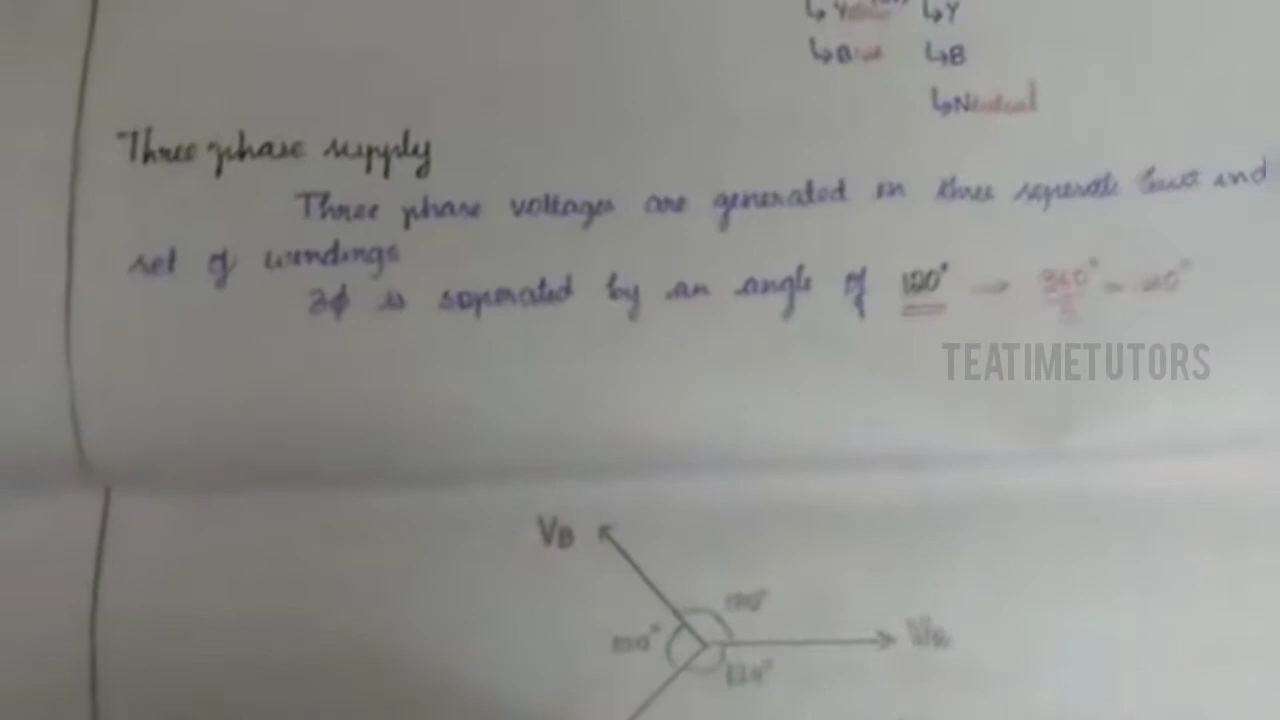 ↳ Y ↳ Y
↳ B ↳ B
↳ Neutral
Three phase supply
Three phase voltages are generated in three separate and
set of windings
3ϕ is separated by an angle of 120° → 360°/3 = 120°
TEATIMETUTORS
VB
120°
120°
VR
120°